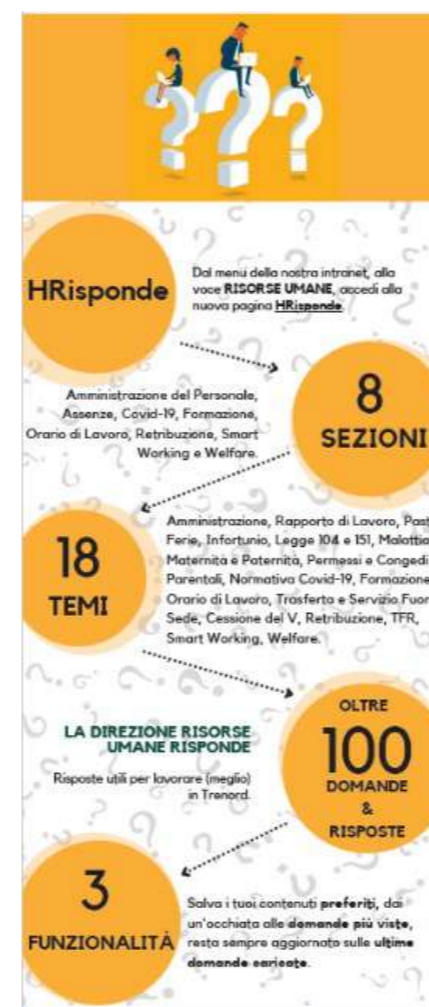 HRisponde
Dal menu della nostra intranet, alla
voce RISORSE UMANE, accedi alla
nuova pagina HRisponde.
8
SEZIONI
Amministrazione del Personale,
Assenze, Covid-19, Formazione,
Orario di Lavoro, Retribuzione, Smart
Working e Welfare.
18
TEMI
Amministrazione, Rapporto di Lavoro, Past
Ferie, Infortunio, Legge 104 e 151, Malattia
Maternità e Paternità, Permessi e Congedi
Parentali, Normativa Covid-19, Formazione
Orario di Lavoro, Trasferta e Servizio Fuor
Sede, Cessione del V, Retribuzione, TFR,
Smart Working, Welfare.
OLTRE
100
DOMANDE
&
RISPOSTE
LA DIREZIONE RISORSE
UMANE RISPONDE
Risposte utili per lavorare (meglio)
in Trenord.
3
FUNZIONALITÀ
Salva i tuoi contenuti preferiti, dai
un'occhiata alle domande più viste,
resta sempre aggiornato sulle ultime
domande caricate.